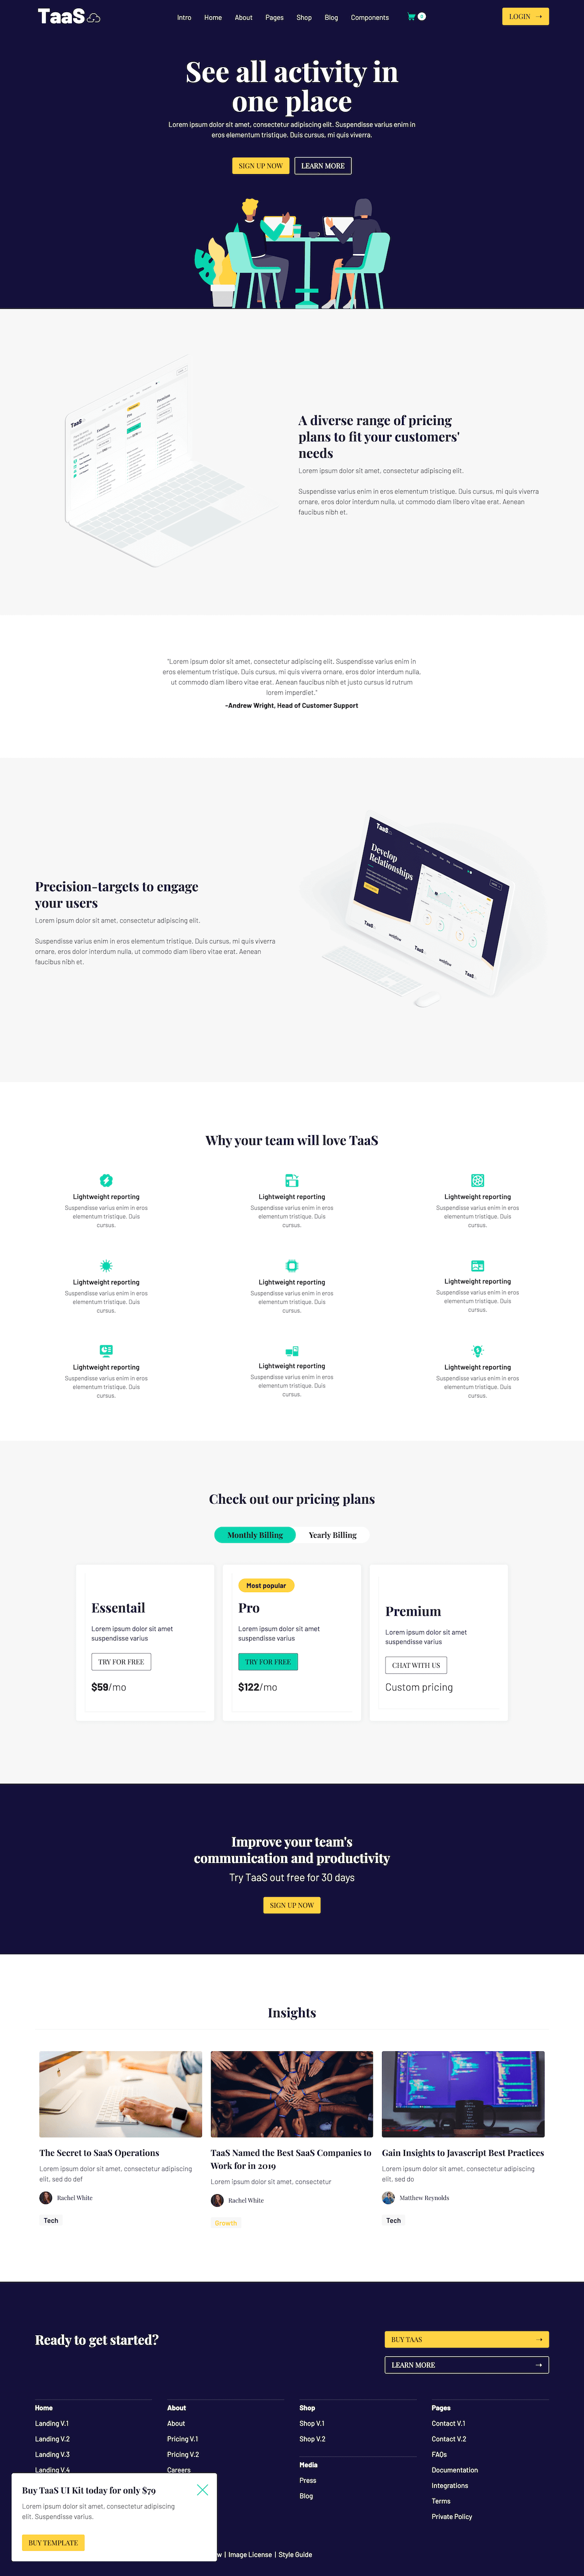 TaaS
Intro Home About Pages Shop Blog Components 0
LOGIN →
See all activity in
one place
Lorem ipsum dolor sit amet, consectetur adipiscing elit. Suspendisse varius enim in
eros elementum tristique. Duis cursus, mi quis viverra.
SIGN UP NOW
LEARN MORE
TaaS
A diverse range of pricing
plans to fit your customers'
needs
Lorem ipsum dolor sit amet, consectetur adipiscing elit.
Suspendisse varius enim in eros elementum tristique. Duis cursus, mi quis viverra
ornare, eros dolor interdum nulla, ut commodo diam libero vitae erat. Aenean
faucibus nibh et.
"Lorem ipsum dolor sit amet, consectetur adipiscing elit. Suspendisse varius enim in
eros elementum tristique. Duis cursus, mi quis viverra ornare, eros dolor interdum nulla,
ut commodo diam libero vitae erat. Aenean faucibus nibh et justo cursus id rutrum
lorem imperdiet."
-Andrew Wright, Head of Customer Support
Precision-targets to engage
your users
Lorem ipsum dolor sit amet, consectetur adipiscing elit.
Suspendisse varius enim in eros elementum tristique. Duis cursus, mi quis viverra
ornare, eros dolor interdum nulla, ut commodo diam libero vitae erat. Aenean
faucibus nibh et.
TaaS
Develop
Relationships
TaaS
webflow
TaaS
webflow
TaaS
Why your team will love TaaS
Lightweight reporting
Suspendisse varius enim in eros
elementum tristique. Duis
cursus.
Lightweight reporting
Suspendisse varius enim in eros
elementum tristique. Duis
cursus.
Lightweight reporting
Suspendisse varius enim in eros
elementum tristique. Duis
cursus.
Lightweight reporting
Suspendisse varius enim in eros
elementum tristique. Duis
cursus.
Lightweight reporting
Suspendisse varius enim in eros
elementum tristique. Duis
cursus.
Lightweight reporting
Suspendisse varius enim in eros
elementum tristique. Duis
cursus.
Lightweight reporting
Suspendisse varius enim in eros
elementum tristique. Duis
cursus.
Lightweight reporting
Suspendisse varius enim in eros
elementum tristique. Duis
cursus.
Lightweight reporting
Suspendisse varius enim in eros
elementum tristique. Duis
cursus.
Check out our pricing plans
Monthly Billing
Yearly Billing
Essentail
Lorem ipsum dolor sit amet
suspendisse varius
TRY FOR FREE
$59/mo
Most popular
Pro
Lorem ipsum dolor sit amet
suspendisse varius
TRY FOR FREE
$122/mo
Premium
Lorem ipsum dolor sit amet
suspendisse varius
CHAT WITH US
Custom pricing
Improve your team's
communication and productivity
Try TaaS out free for 30 days
SIGN UP NOW
Insights
The Secret to SaaS Operations
Lorem ipsum dolor sit amet, consectetur adipiscing
elit, sed do def
Rachel White
Tech
TaaS Named the Best SaaS Companies to
Work for in 2019
Lorem ipsum dolor sit amet, consectetur
Rachel White
Growth
Gain Insights to Javascript Best Practices
Lorem ipsum dolor sit amet, consectetur adipiscing
elit, sed do
Matthew Reynolds
Tech
Ready to get started?
BUY TAAS →
LEARN MORE →
Home
Landing V.1
Landing V.2
Landing V.3
Landing V.4
About
About
Pricing V.1
Pricing V.2
Careers
Shop
Shop V.1
Shop V.2
Media
Press
Blog
Pages
Contact V.1
Contact V.2
FAQs
Documentation
Integrations
Terms
Private Policy
Buy TaaS UI Kit today for only $79
Lorem ipsum dolor sit amet, consectetur adipiscing
elit. Suspendisse varius.
BUY TEMPLATE
w | Image License | Style Guide